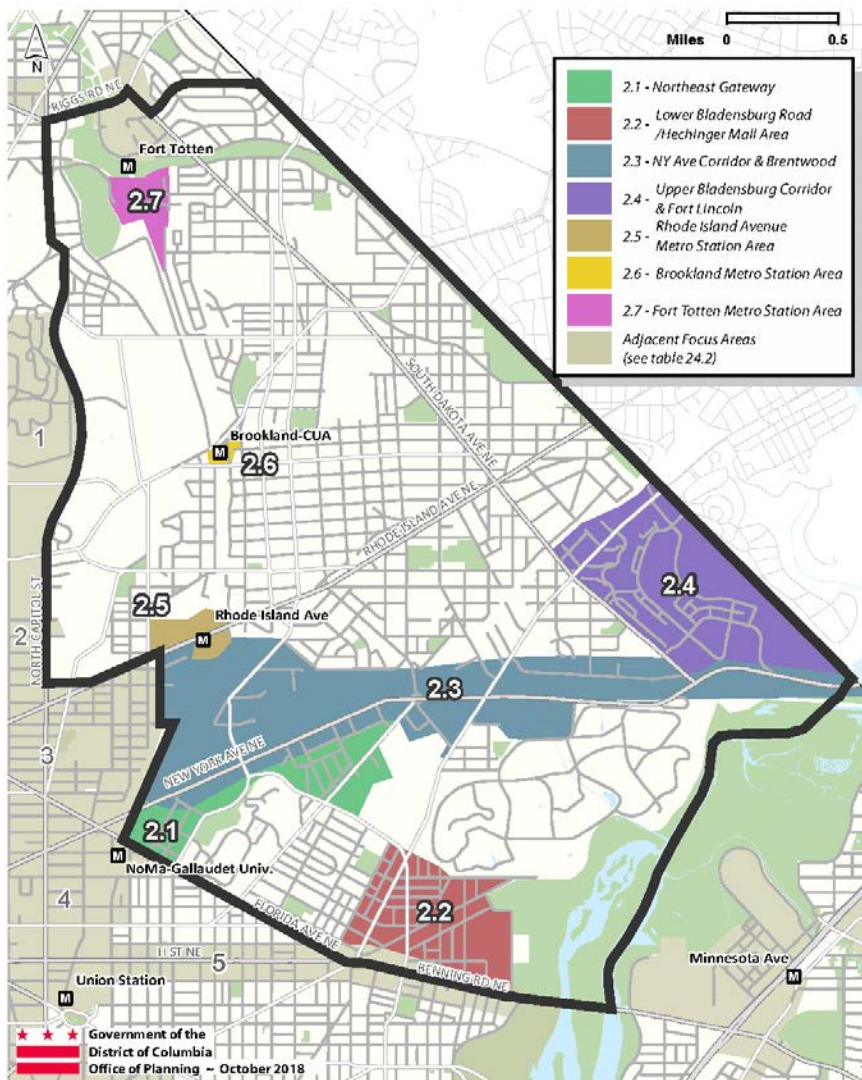 Miles 0 0.5
N
2.1 - Northeast Gateway
2.2 - Lower Bladensburg Road
/Hechinger Mall Area
2.3 - NY Ave Corridor & Brentwood
2.4 - Upper Bladensburg Corridor
& Fort Lincoln
2.5 - Rhode Island Avenue
Metro Station Area
2.6 - Brookland Metro Station Area
2.7 - Fort Totten Metro Station Area
Adjacent Focus Areas
(see table 24.2)
RIGGS RD NE
Fort Totten
M
2.7
SOUTH DAKOTA AVE NE
1
Brookland-CUA
M
2.6
RHODE ISLAND AVE NE
2.4
2.5
Rhode Island Ave
M
2
NORTH CAPITOL ST
2.3
3
NEW YORK AVE NE
2.1
M
NoMa-Gallaudet Univ.
4
2.2
FLORIDA AVE NE
H ST NE
5
BENNING RD NE
Minnesota Ave
M
Union Station
M
Government of the
District of Columbia
Office of Planning ~ October 2018